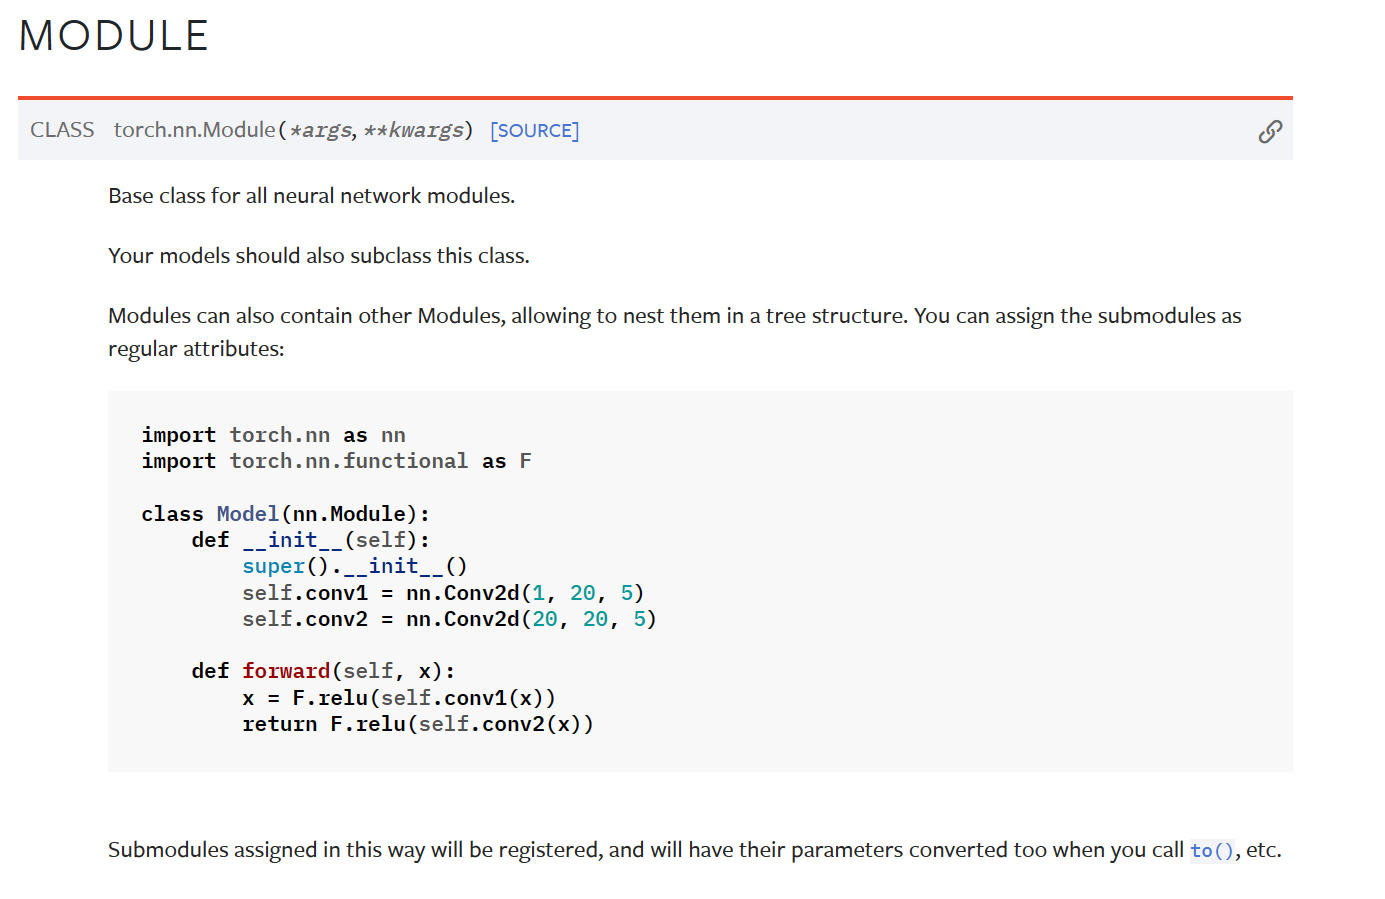 MODULE
CLASS torch.nn.Module(*args, **kwargs) [SOURCE]
Base class for all neural network modules.
Your models should also subclass this class.
Modules can also contain other Modules, allowing to nest them in a tree structure. You can assign the submodules as
regular attributes:
import torch.nn as nn
import torch.nn.functional as F
class Model(nn.Module):
    def __init__(self):
        super().__init__()
        self.conv1 = nn.Conv2d(1, 20, 5)
        self.conv2 = nn.Conv2d(20, 20, 5)
    def forward(self, x):
        x = F.relu(self.conv1(x))
        return F.relu(self.conv2(x))
Submodules assigned in this way will be registered, and will have their parameters converted too when you call to(), etc.